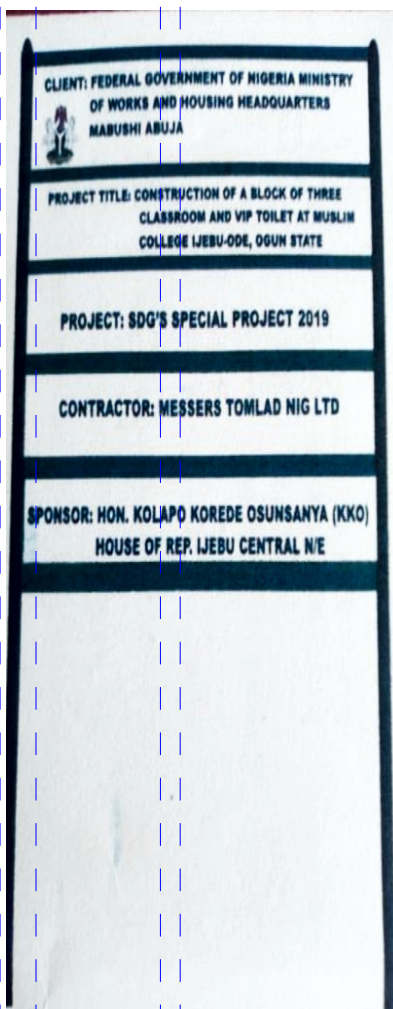 CLIENT: FEDERAL GOVERNMENT OF NIGERIA MINISTRY
OF WORKS AND HOUSING HEADQUARTERS
MABUSHI ABUJA
PROJECT TITLE: CONSTRUCTION OF A BLOCK OF THREE
CLASSROOM AND VIP TOILET AT MUSLIM
COLLEGE IJEBU-ODE, OGUN STATE
PROJECT: SDG'S SPECIAL PROJECT 2019
CONTRACTOR: MESSERS TOMLAD NIG LTD
SPONSOR: HON. KOLAPO KOREDE OSUNSANYA (KKO)
HOUSE OF REP. IJEBU CENTRAL N/E